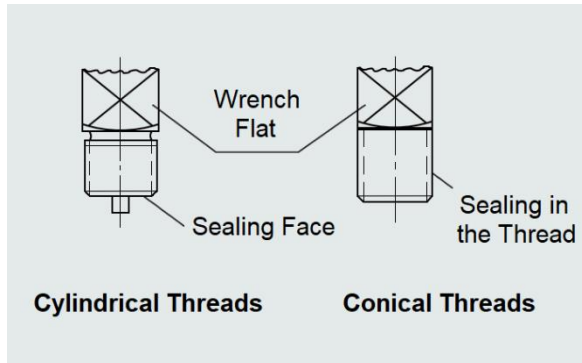 Wrench
Flat
Sealing Face
Sealing in
the Thread
Cylindrical Threads
Conical Threads